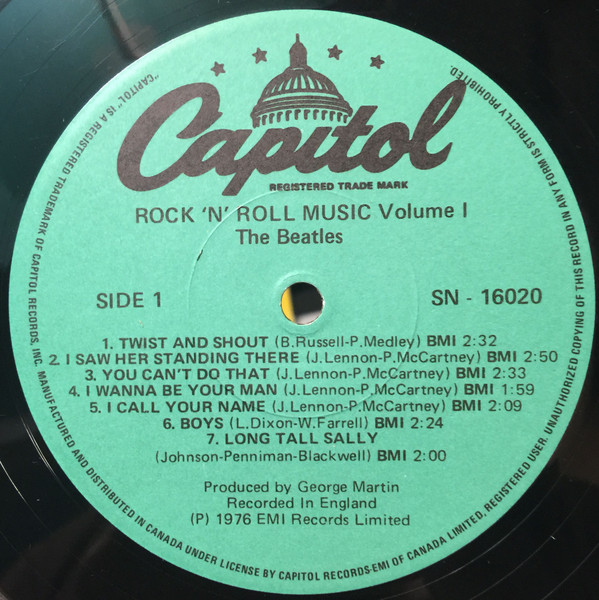 Capitol
REGISTERED TRADE MARK
ROCK 'N' ROLL MUSIC Volume I
The Beatles
SIDE 1
SN - 16020
1. TWIST AND SHOUT (B.Russell-P.Medley) BMI 2:32
2. I SAW HER STANDING THERE (J.Lennon-P.McCartney) BMI 2:50
3. YOU CAN'T DO THAT (J.Lennon-P.McCartney) BMI 2:33
4. I WANNA BE YOUR MAN (J.Lennon-P.McCartney) BMI 1:59
5. I CALL YOUR NAME (J.Lennon-P.McCartney) BMI 2:09
6. BOYS (L.Dixon-W.Farrell) BMI 2:24
7. LONG TALL SALLY
(Johnson-Penniman-Blackwell) BMI 2:00
Produced by George Martin
Recorded In England
(P) 1976 EMI Records Limited
"CAPITOL" IS A REGISTERED TRADEMARK OF CAPITOL RECORDS, INC. MANUFACTURED AND DISTRIBUTED IN CANADA UNDER LICENSE BY CAPITOL RECORDS-EMI OF CANADA LIMITED, REGISTERED USER. UNAUTHORIZED COPYING OF THIS RECORD IN ANY FORM IS STRICTLY PROHIBITED.